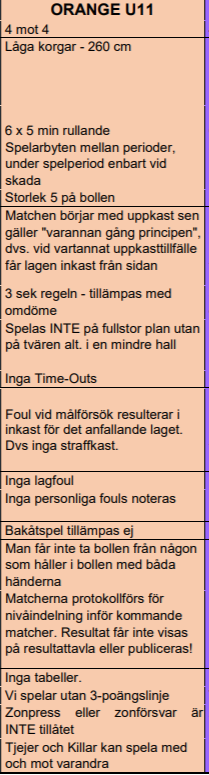 ORANGE U11
4 mot 4
Låga korgar - 260 cm
6 x 5 min rullande
Spelarbyten mellan perioder,
under spelperiod enbart vid
skada
Storlek 5 på bollen
Matchen börjar med uppkast sen
gäller "varannan gång principen",
dvs. vid vartannat uppkasttillfälle
får lagen inkast från sidan
3 sek regeln - tillämpas med
omdöme
Spelas INTE på fullstor plan utan
på tvären alt. i en mindre hall
Inga Time-Outs
Foul vid målförsök resulterar i
inkast för det anfallande laget.
Dvs inga straffkast.
Inga lagfoul
Inga personliga fouls noteras
Bakåtspel tillämpas ej
Man får inte ta bollen från någon
som håller i bollen med båda
händerna
Matcherna protokollförs för
nivåindelning inför kommande
matcher. Resultat får inte visas
på resultattavla eller publiceras!
Inga tabeller.
Vi spelar utan 3-poängslinje
Zonpress eller zonförsvar är
INTE tillåtet
Tjejer och Killar kan spela med
och mot varandra